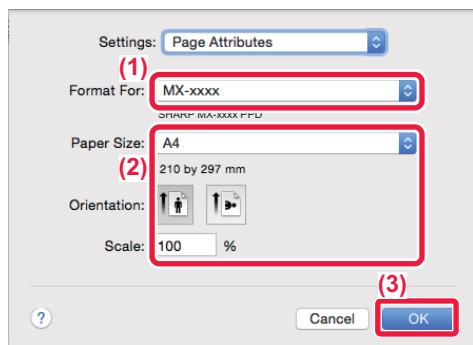 Settings: Page Attributes
(1)
Format For: MX-xxxx
SHARP MX-xxxx PPD
Paper Size: A4
(2) 210 by 297 mm
Orientation:
Scale: 100 %
(3)
? Cancel OK